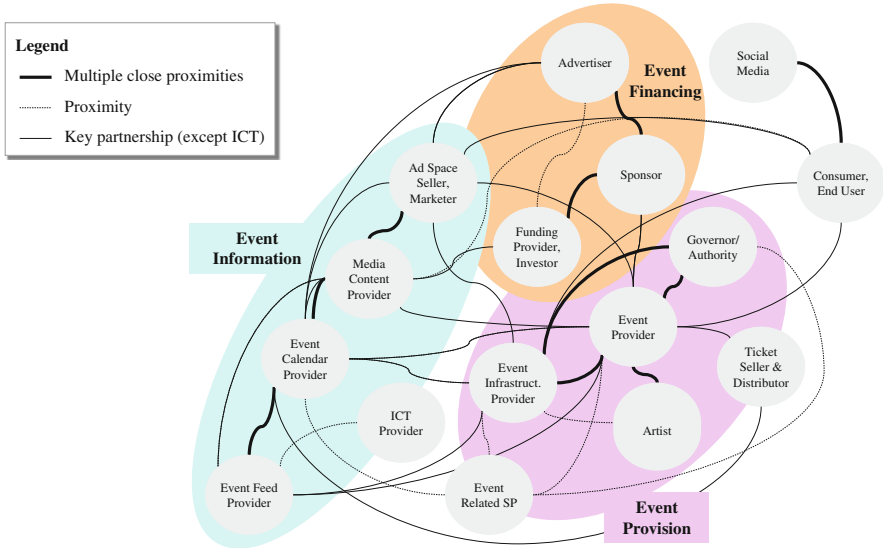 Legend
Multiple close proximities
Proximity
Key partnership (except ICT)
Advertiser
Event
Financing
Social
Media
Ad Space
Seller,
Marketer
Sponsor
Consumer,
End User
Event
Information
Funding
Provider,
Investor
Governor/
Authority
Media
Content
Provider
Event
Provider
Event
Calendar
Provider
Event
Infrastruct.
Provider
Ticket
Seller &
Distributor
ICT
Provider
Artist
Event Feed
Provider
Event
Related SP
Event
Provision